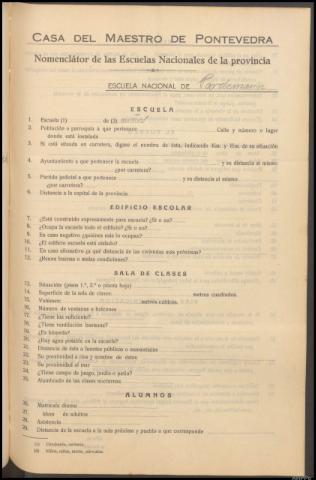 CASA DEL MAESTRO DE PONTEVEDRA
Nomenclátor de las Escuelas Nacionales de la provincia
ESCUELA NACIONAL DE
ESCUELA
1. Escuela (1) de (2)
2. Población o parroquia a que pertenece Calle y número o lugar
donde está instalada
3. Si está situada en carretera, dígase el nombre de ésta, indicando Km. y Hm. de su situación
4. Ayuntamiento a que pertenece la escuela y su distancia al mismo
¿por carretera?
5. Partido judicial a que pertenece y su distancia al mismo
¿por carretera?
6. Distancia a la capital de la provincia
EDIFICIO ESCOLAR
7. ¿Está construído expresamente para escuela? ¿Sí o no?
8. ¿Ocupa la escuela todo el edificio? ¿Sí o no?
9. En caso negativo ¿quiénes más lo ocupan?
10. ¿El edificio escuela está aislado?
11. En caso afirmativo ¿a qué distancia de las viviendas más próximas?
12. ¿Reune buenas o malas condiciones?
SALA DE CLASES
13. Situación (pisos 1.º, 2.º o planta baja)
14. Superficie de la sala de clases: metros cuadrados.
15. Volúmen: metros cúbicos.
16. Número de ventanas o balcones
17. ¿Tiene luz suficiente?
18. ¿Tiene ventilación bastante?
19. ¿Es húmeda?
20. ¿Hay agua potable en la escuela?
21. Distancia de ésta a fuentes públicas o manantiales
22. Su proximidad a ríos y nombre de éstos
23. Su proximidad al mar
24. ¿Tiene campo de juego, jardín o patio?
25. Alumbrado de las clases nocturnas
ALUMNOS
26. Matrícula diurna
27. Idem de adultos
28. Asistencia
29. Distancia de la escuela a la más próxima y pueblo a que corresponde
(1) Graduada, unitaria.
(2) Niños, niñas, mixta, párvulos.